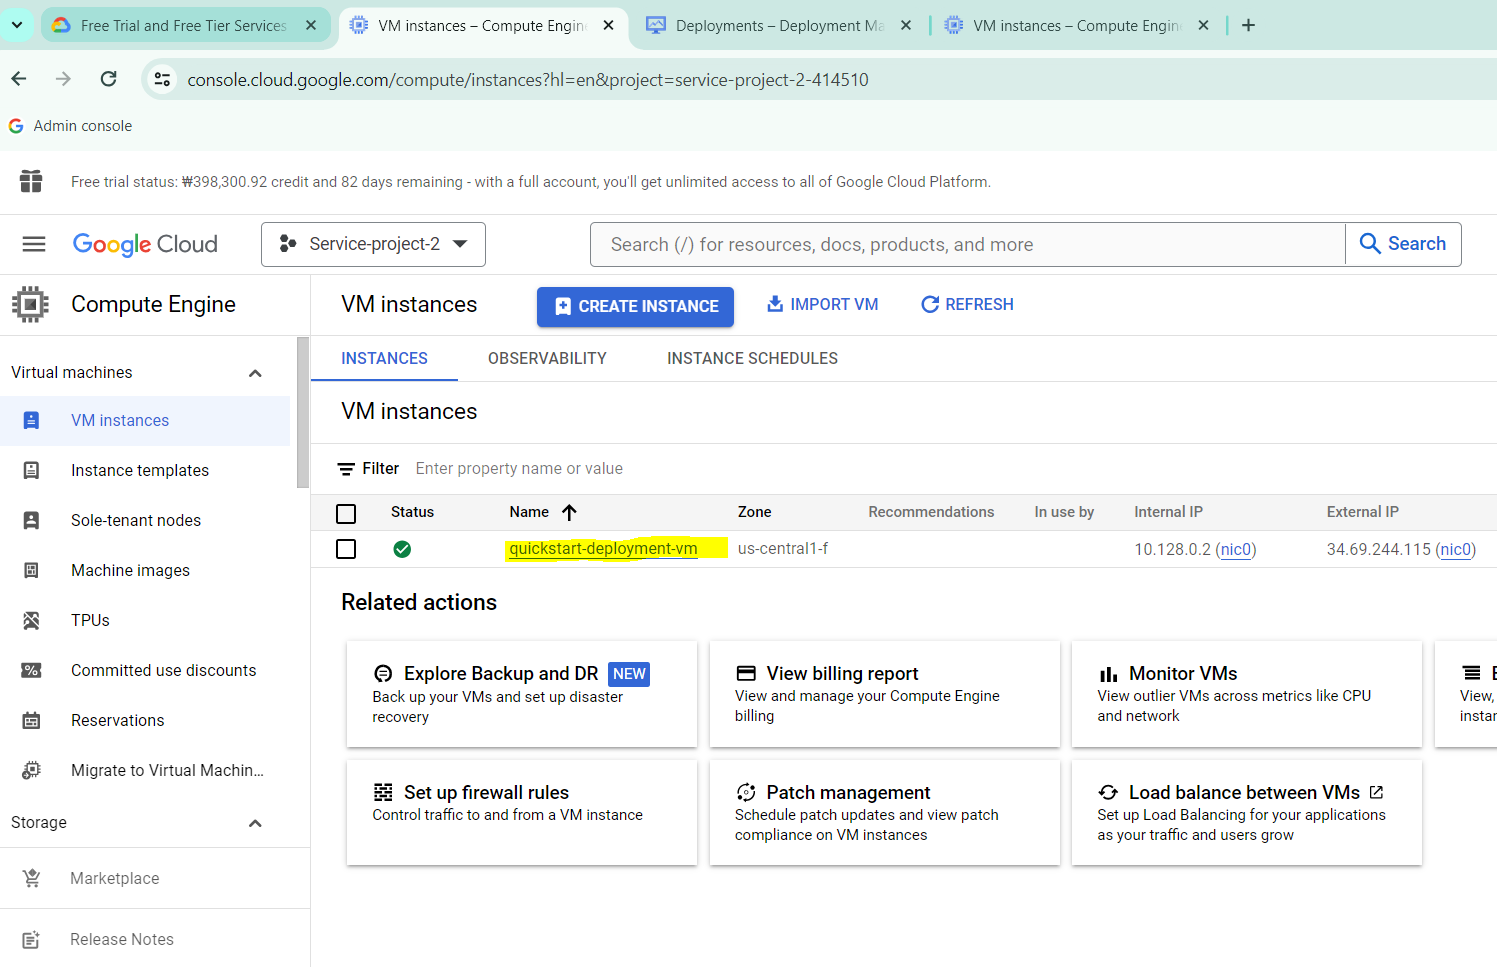 Free Trial and Free Tier Services
VM instances – Compute Engine
Deployments – Deployment Ma
VM instances – Compute Engine
console.cloud.google.com/compute/instances?hl=en&project=service-project-2-414510
Admin console
Free trial status: ₩398,300.92 credit and 82 days remaining - with a full account, you'll get unlimited access to all of Google Cloud Platform.
Google Cloud
Service-project-2
Search (/) for resources, docs, products, and more
Search
Compute Engine
VM instances
CREATE INSTANCE
IMPORT VM
REFRESH
Virtual machines
VM instances
Instance templates
Sole-tenant nodes
Machine images
TPUs
Committed use discounts
Reservations
Migrate to Virtual Machin...
Storage
Marketplace
Release Notes
INSTANCES OBSERVABILITY INSTANCE SCHEDULES
VM instances
Filter Enter property name or value
Status Name Zone Recommendations In use by Internal IP External IP
quickstart-deployment-vm us-central1-f 10.128.0.2 (nic0) 34.69.244.115 (nic0)
Related actions
Explore Backup and DR NEW
Back up your VMs and set up disaster
recovery
View billing report
View and manage your Compute Engine
billing
Monitor VMs
View outlier VMs across metrics like CPU
and network
View,
Set up firewall rules
Control traffic to and from a VM instance
Patch management
Schedule patch updates and view patch
compliance on VM instances
Load balance between VMs
Set up Load Balancing for your applications
as your traffic and users grow